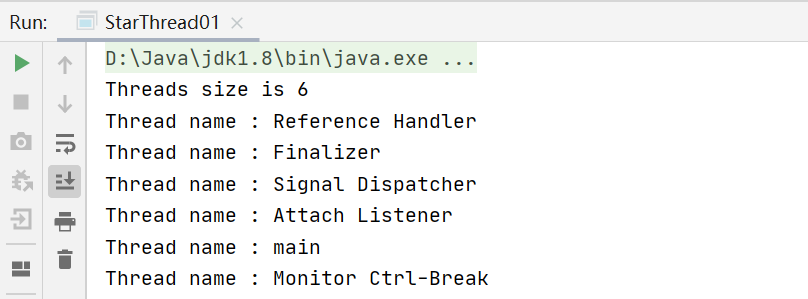 Run: StarThread01
D:\Java\jdk1.8\bin\java.exe ...
Threads size is 6
Thread name : Reference Handler
Thread name : Finalizer
Thread name : Signal Dispatcher
Thread name : Attach Listener
Thread name : main
Thread name : Monitor Ctrl-Break